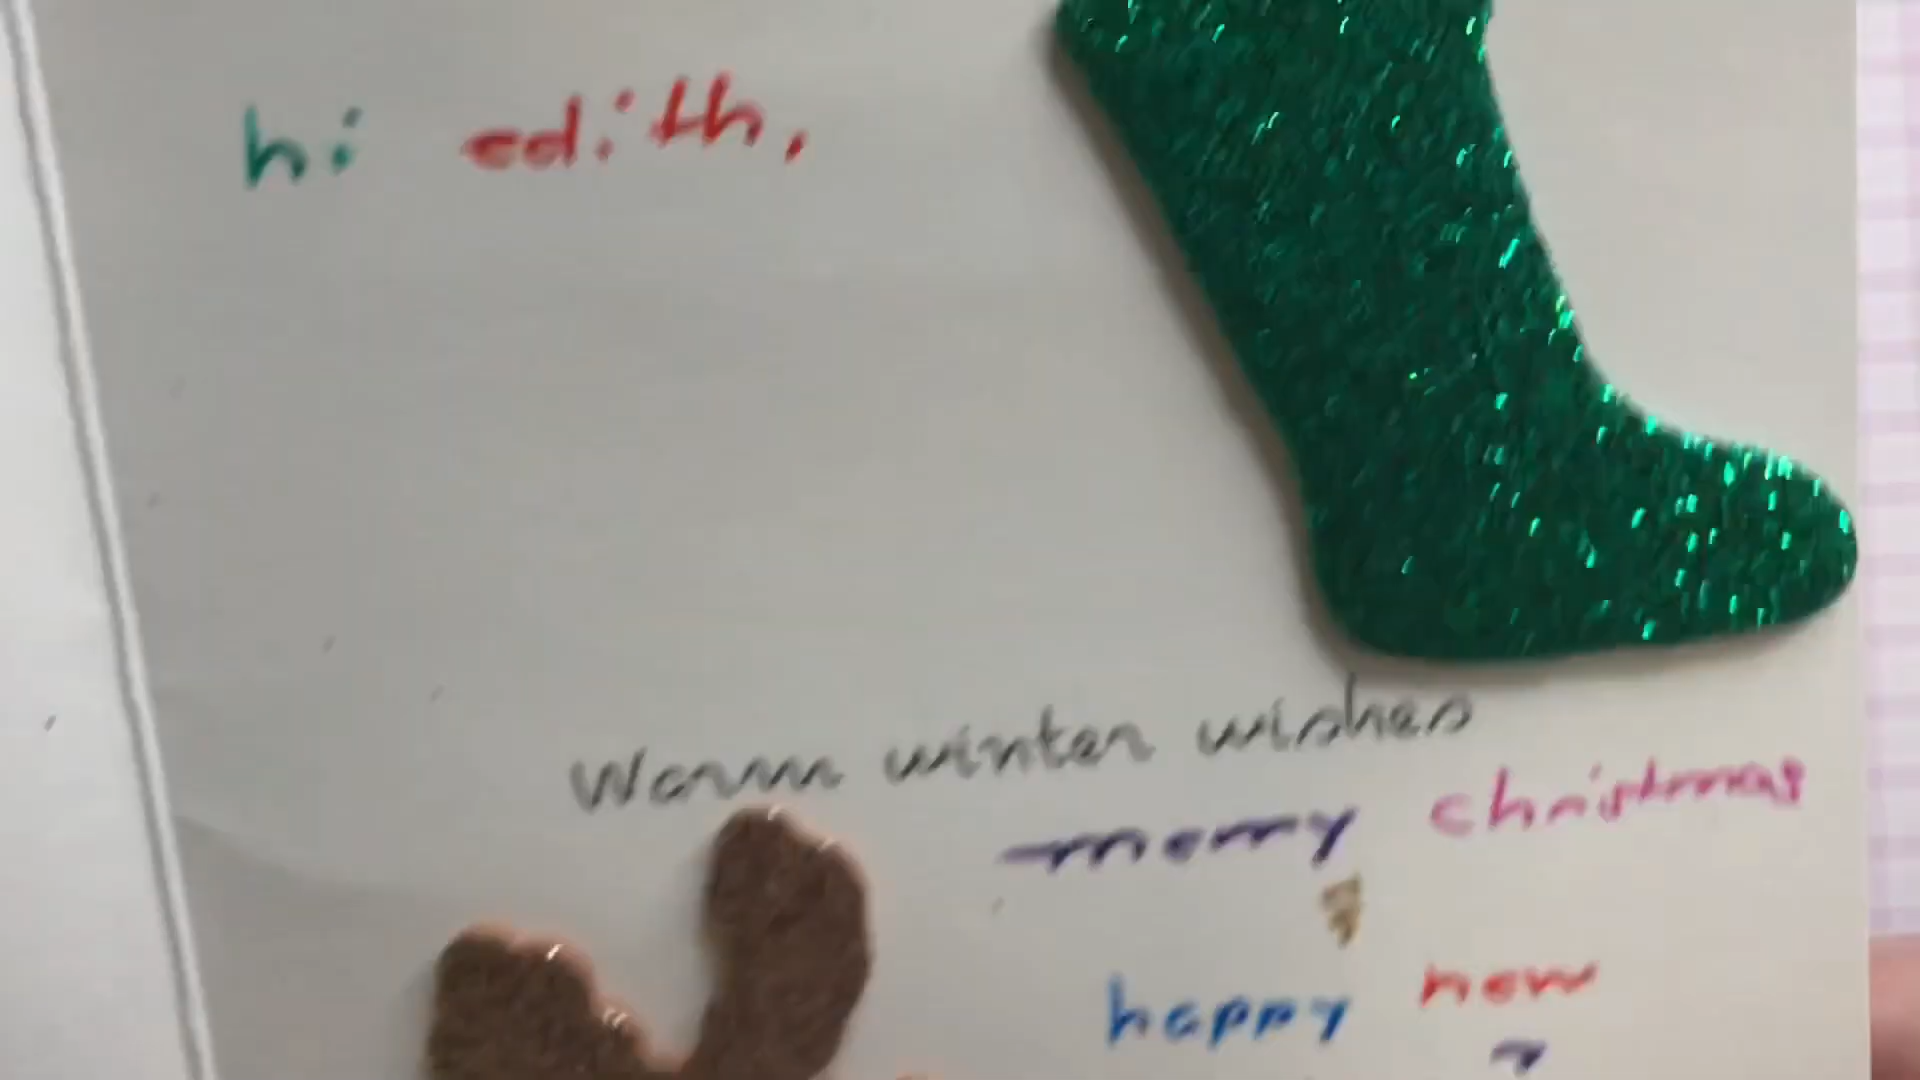 hi edith,
Warm winter wishes
merry christmas
&
happy new